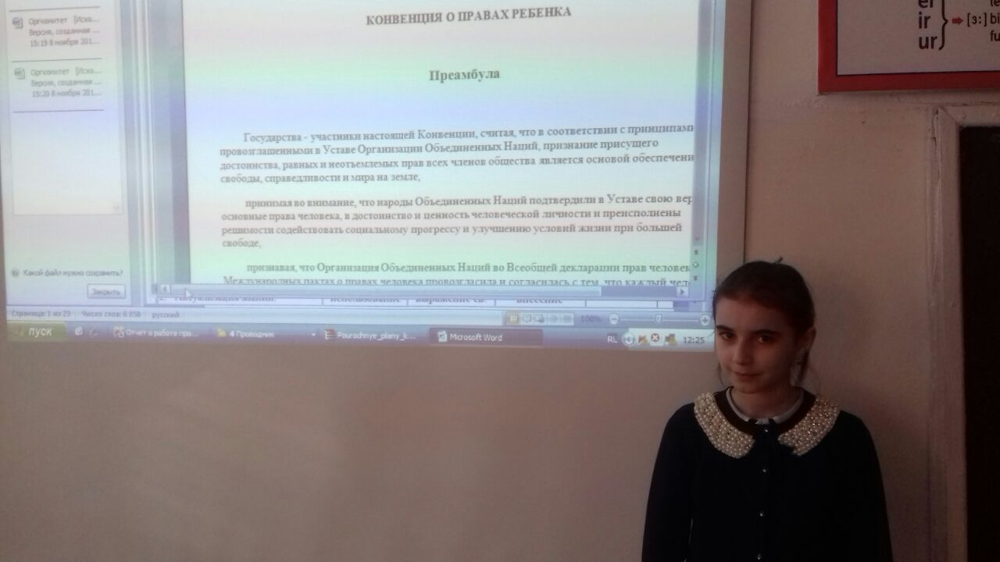 Оргкомитет [Исхо...
Версия, созданная ...
15:19 8 ноября 201...
Оргкомитет [Исхо...
Версия, созданная ...
15:20 8 ноября 201...
Какой файл нужно сохранить?
Закрыть
КОНВЕНЦИЯ О ПРАВАХ РЕБЕНКА
Преамбула
Государства - участники настоящей Конвенции, считая, что в соответствии с принципами
провозглашенными в Уставе Организации Объединенных Наций, признание присущего
достоинства, равных и неотъемлемых прав всех членов общества является основой обеспечени
свободы, справедливости и мира на земле,
принимая во внимание, что народы Объединенных Наций подтвердили в Уставе свою вер
основные права человека, в достоинство и ценность человеческой личности и преисполнены
решимости содействовать социальному прогрессу и улучшению условий жизни при большей
свободе,
признавая, что Организация Объединенных Наций во Всеобщей декларации прав человек
Международных пактах о правах человека провозгласила и согласилась с тем, что каждый чел
2. Актуализация знаний.
использование
выражение
внесение
Страница: 1 из 23 Число слов: 6 858 русский
100%
пуск
Отчет о работе про...
4 Проводник
Pourochnye_plany_k...
Microsoft Word
RL
12:25
er
ir
ur
[ɜ:] bi
fu